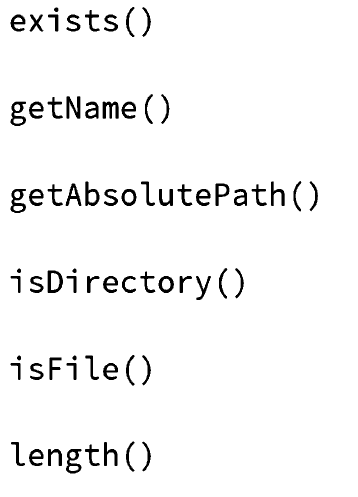 exists()
getName()
getAbsolutePath()
isDirectory()
isFile()
length()